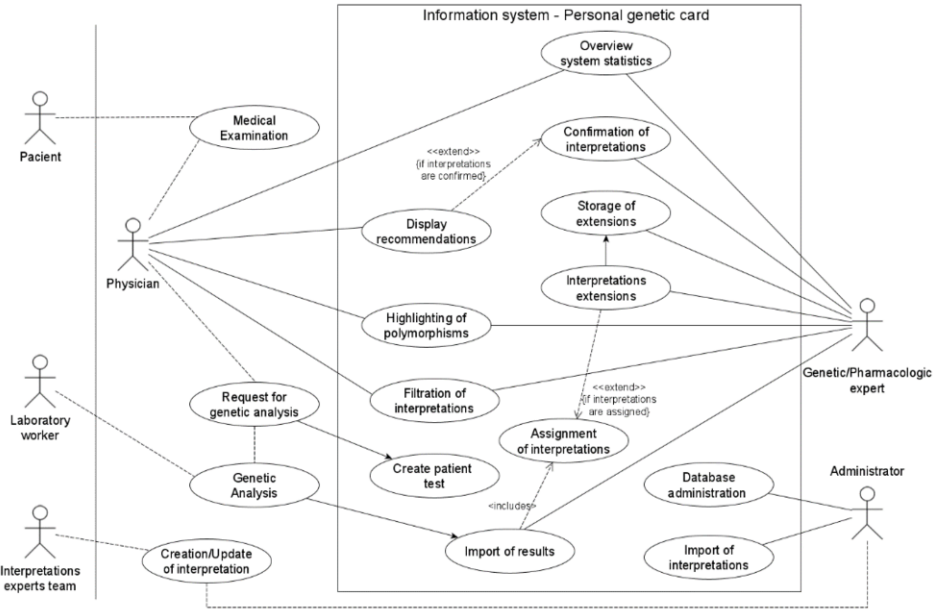 Information system - Personal genetic card
Overview
system statistics
Pacient
Medical
Examination
Confirmation of
interpretations
<<extend>>
{if interpretations
are confirmed}
Physician
Display
recommendations
Storage of
extensions
Interpretations
extensions
Highlighting of
polymorphisms
Genetic/Pharmacologic
expert
Laboratory
worker
Request for
genetic analysis
Filtration of
interpretations
<<extend>>
{if interpretations
are assigned}
Assignment
of interpretations
Genetic
Analysis
Create patient
test
Database
administration
Administrator
<includes>
Interpretations
experts team
Creation/Update
of interpretation
Import of results
Import of
interpretations